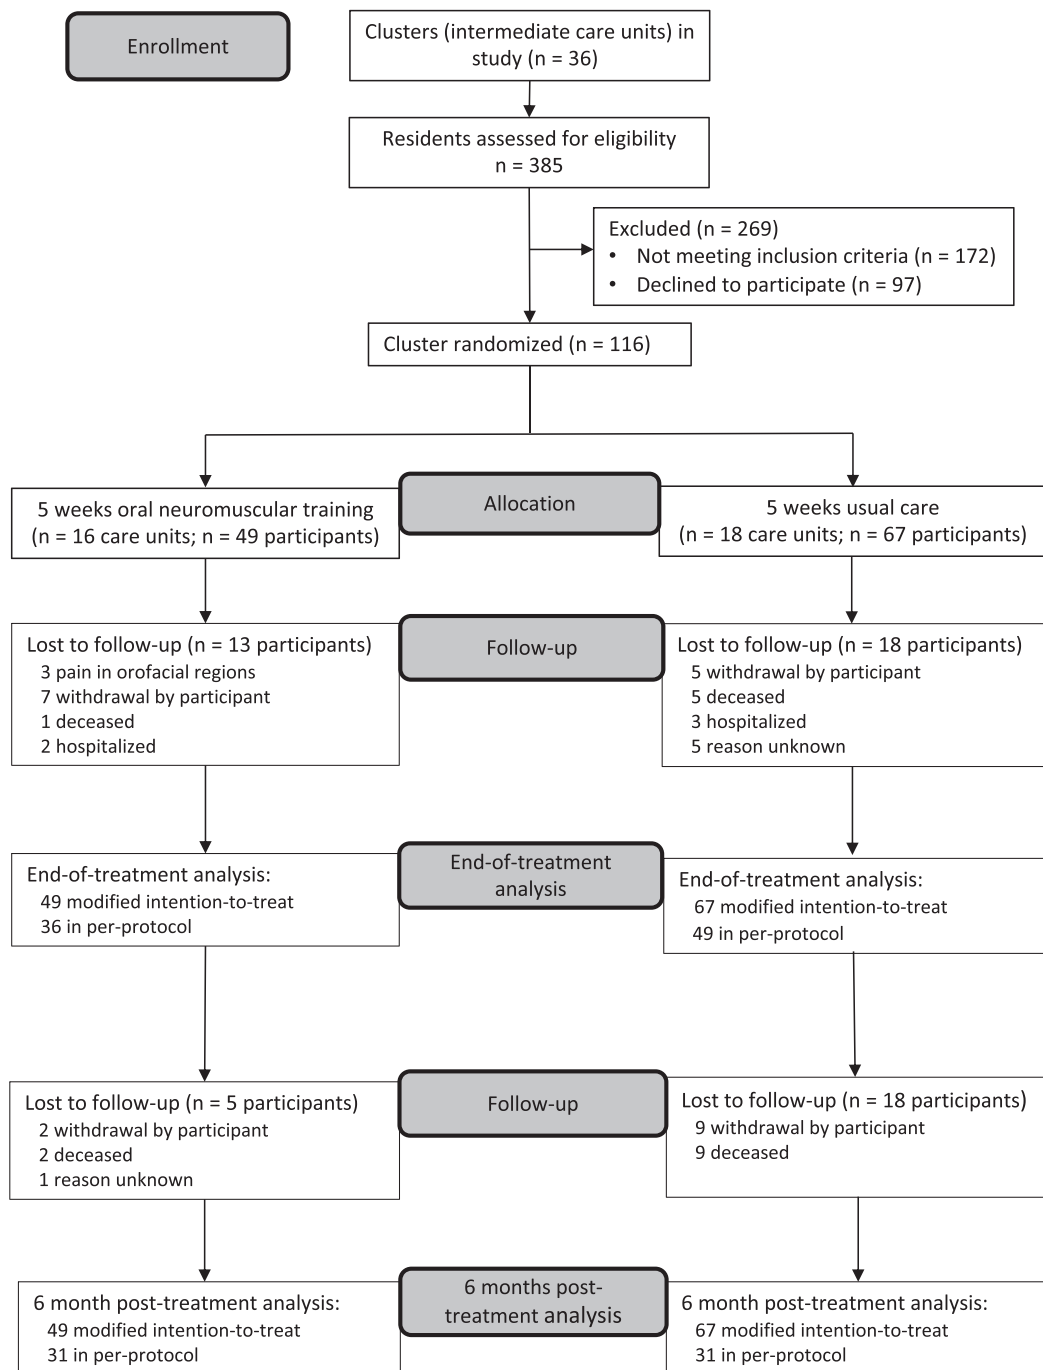 Enrollment
Clusters (intermediate care units) in
study (n = 36)
Residents assessed for eligibility
n = 385
Excluded (n = 269)
• Not meeting inclusion criteria (n = 172)
• Declined to participate (n = 97)
Cluster randomized (n = 116)
Allocation
5 weeks oral neuromuscular training
(n = 16 care units; n = 49 participants)
5 weeks usual care
(n = 18 care units; n = 67 participants)
Follow-up
Lost to follow-up (n = 13 participants)
3 pain in orofacial regions
7 withdrawal by participant
1 deceased
2 hospitalized
Lost to follow-up (n = 18 participants)
5 withdrawal by participant
5 deceased
3 hospitalized
5 reason unknown
End-of-treatment
analysis
End-of-treatment analysis:
49 modified intention-to-treat
36 in per-protocol
End-of-treatment analysis:
67 modified intention-to-treat
49 in per-protocol
Follow-up
Lost to follow-up (n = 5 participants)
2 withdrawal by participant
2 deceased
1 reason unknown
Lost to follow-up (n = 18 participants)
9 withdrawal by participant
9 deceased
6 months post-
treatment analysis
6 month post-treatment analysis:
49 modified intention-to-treat
31 in per-protocol
6 month post-treatment analysis:
67 modified intention-to-treat
31 in per-protocol